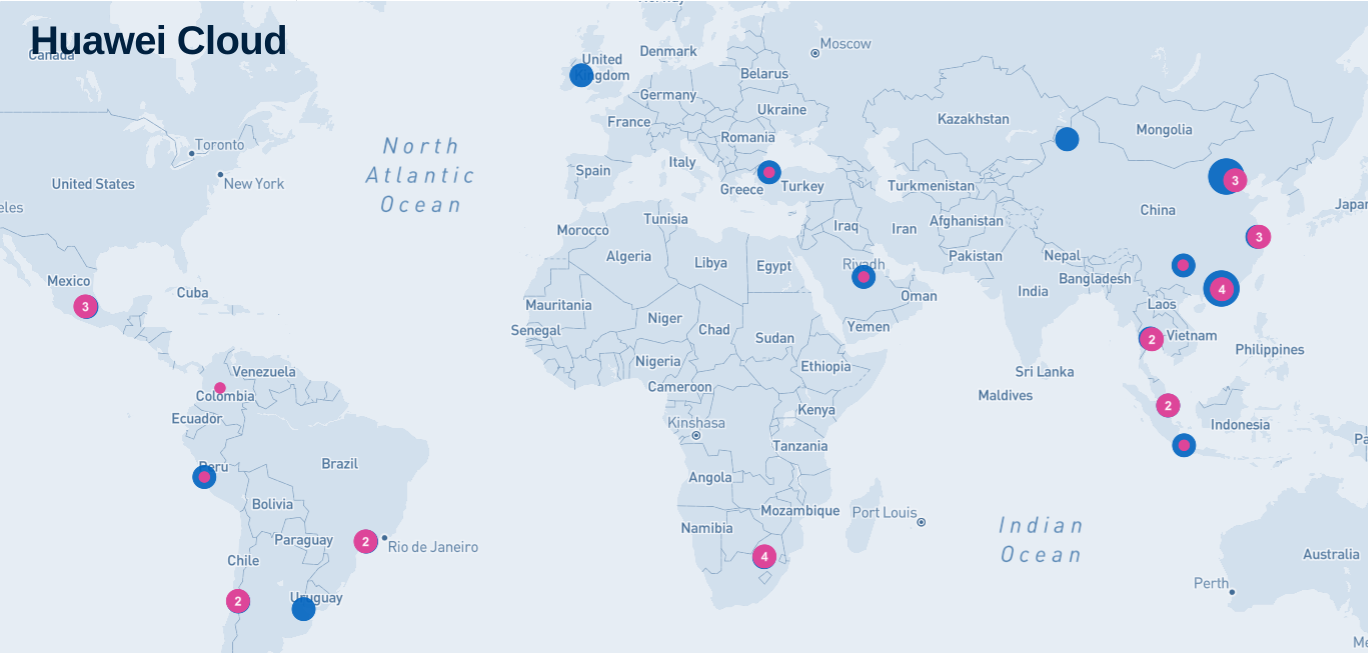 Huawei Cloud
Canada
Norway
Moscow
Denmark
United
Kingdom
Belarus
Germany
Ukraine
Kazakhstan
Mongolia
France
Romania
Toronto
North
Atlantic
Ocean
Italy
Spain
United States
New York
Greece
Turkey
Turkmenistan
3
China
Japan
eles
Tunisia
Morocco
Iraq
Iran
Afghanistan
3
Algeria
Libya
Egypt
Riyadh
Pakistan
Nepal
Bangladesh
Mexico
Cuba
India
4
Oman
Laos
3
Mauritania
Niger
Chad
Sudan
Yemen
Senegal
2
Vietnam
Philippines
Nigeria
Ethiopia
Venezuela
Sri Lanka
Cameroon
Colombia
Maldives
2
Kenya
Ecuador
Kinshasa
Indonesia
Pa
Tanzania
Brazil
Peru
Angola
Bolivia
Mozambique
Port Louis
Namibia
Indian
Ocean
Paraguay
2
Rio de Janeiro
Chile
4
Australia
Perth
2
Uruguay
Me